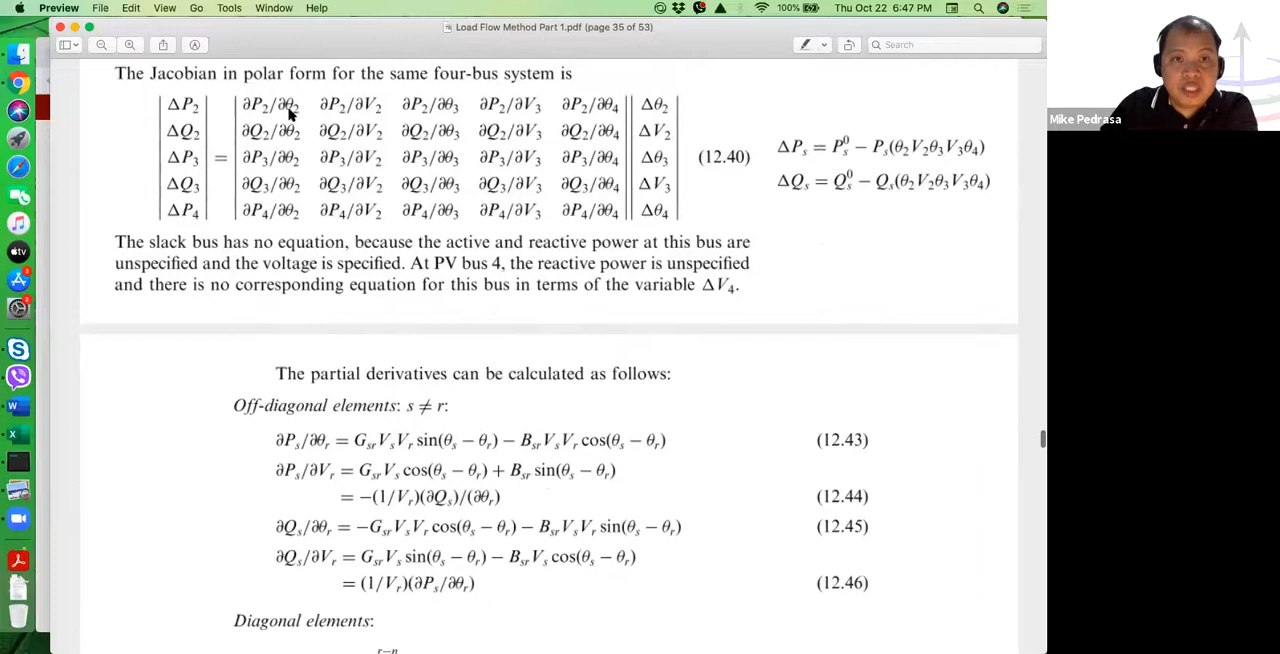 Preview File Edit View Go Tools Window Help 100% Thu Oct 22 6:47 PM
Load Flow Method Part 1.pdf (page 35 of 53)
Search
The Jacobian in polar form for the same four-bus system is
ΔP₂ ∂P₂/∂θ₂ ∂P₂/∂V₂ ∂P₂/∂θ₃ ∂P₂/∂V₃ ∂P₂/∂θ₄ Δθ₂
ΔQ₂ ∂Q₂/∂θ₂ ∂Q₂/∂V₂ ∂Q₂/∂θ₃ ∂Q₂/∂V₃ ∂Q₂/∂θ₄ ΔV₂
ΔP₃ = ∂P₃/∂θ₂ ∂P₃/∂V₂ ∂P₃/∂θ₃ ∂P₃/∂V₃ ∂P₃/∂θ₄ Δθ₃ (12.40)
ΔQ₃ ∂Q₃/∂θ₂ ∂Q₃/∂V₂ ∂Q₃/∂θ₃ ∂Q₃/∂V₃ ∂Q₃/∂θ₄ ΔV₃
ΔP₄ ∂P₄/∂θ₂ ∂P₄/∂V₂ ∂P₄/∂θ₃ ∂P₄/∂V₃ ∂P₄/∂θ₄ Δθ₄
ΔPₛ = Pₛ⁰ − Pₛ(θ₂V₂θ₃V₃θ₄)
ΔQₛ = Qₛ⁰ − Qₛ(θ₂V₂θ₃V₃θ₄)
The slack bus has no equation, because the active and reactive power at this bus are
unspecified and the voltage is specified. At PV bus 4, the reactive power is unspecified
and there is no corresponding equation for this bus in terms of the variable ΔV₄.
The partial derivatives can be calculated as follows:
Off-diagonal elements: s ≠ r:
∂Pₛ/∂θᵣ = GₛᵣVₛVᵣ sin(θₛ − θᵣ) − BₛᵣVₛVᵣ cos(θₛ − θᵣ) (12.43)
∂Pₛ/∂Vᵣ = GₛᵣVₛ cos(θₛ − θᵣ) + Bₛᵣ sin(θₛ − θᵣ)
= −(1/Vᵣ)(∂Qₛ)/(∂θᵣ) (12.44)
∂Qₛ/∂θᵣ = −GₛᵣVₛVᵣ cos(θₛ − θᵣ) − BₛᵣVₛVᵣ sin(θₛ − θᵣ) (12.45)
∂Qₛ/∂Vᵣ = GₛᵣVₛ sin(θₛ − θᵣ) − BₛᵣVₛ cos(θₛ − θᵣ)
= (1/Vᵣ)(∂Pₛ/∂θᵣ) (12.46)
Diagonal elements:
r=n
Mike Pedrasa
tv
W
X